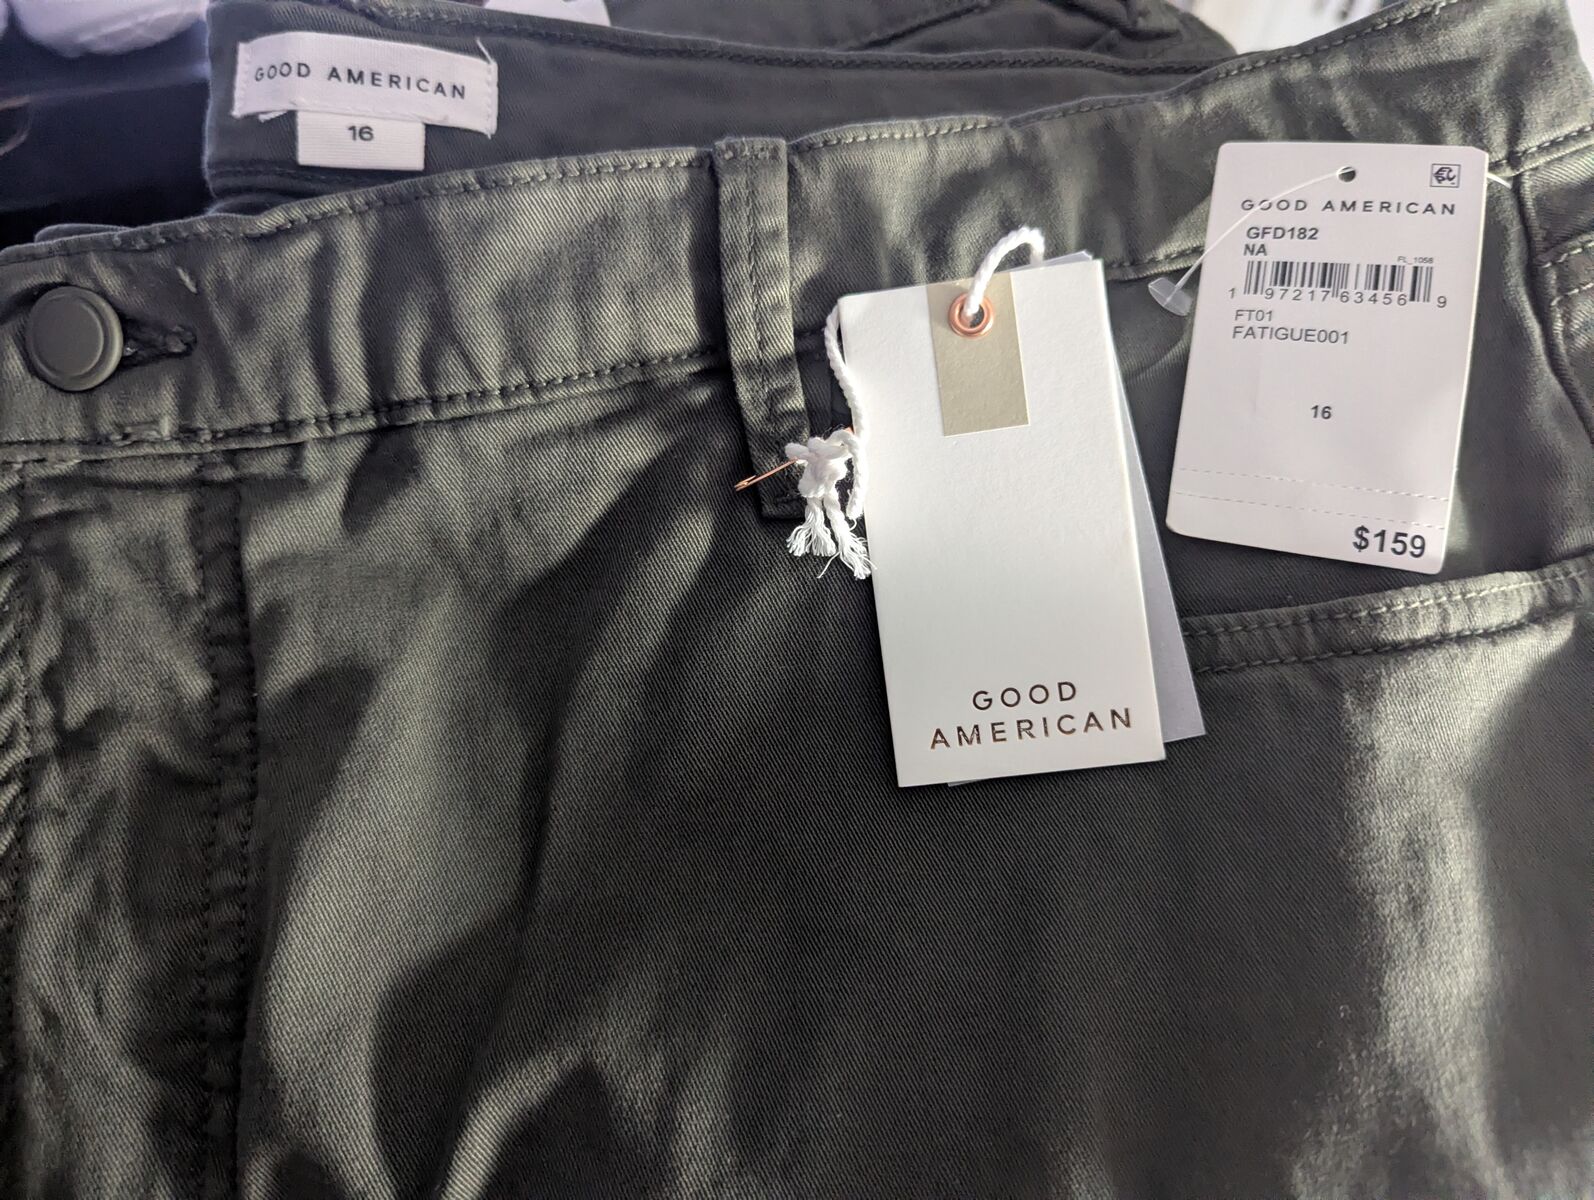 GOOD AMERICAN
16
GOOD AMERICAN
GFD182
NA
FL_1058
1 97217 63456 9
FT01
FATIGUE001
16
$159
GOOD
AMERICAN